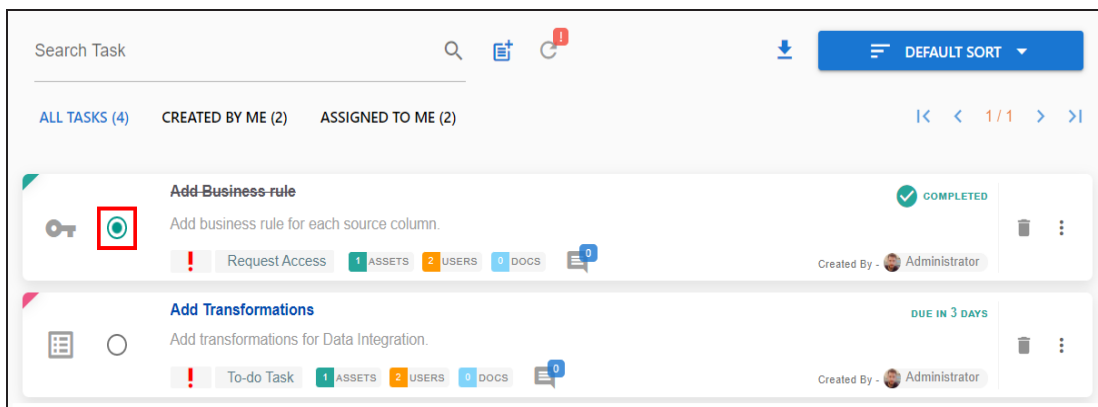 Search Task
!
DEFAULT SORT
ALL TASKS (4) CREATED BY ME (2) ASSIGNED TO ME (2)
1 / 1
Add Business rule
COMPLETED
Add business rule for each source column.
! Request Access 1 ASSETS 2 USERS 0 DOCS 0
Created By - Administrator
Add Transformations
DUE IN 3 DAYS
Add transformations for Data Integration.
! To-do Task 1 ASSETS 2 USERS 0 DOCS 0
Created By - Administrator